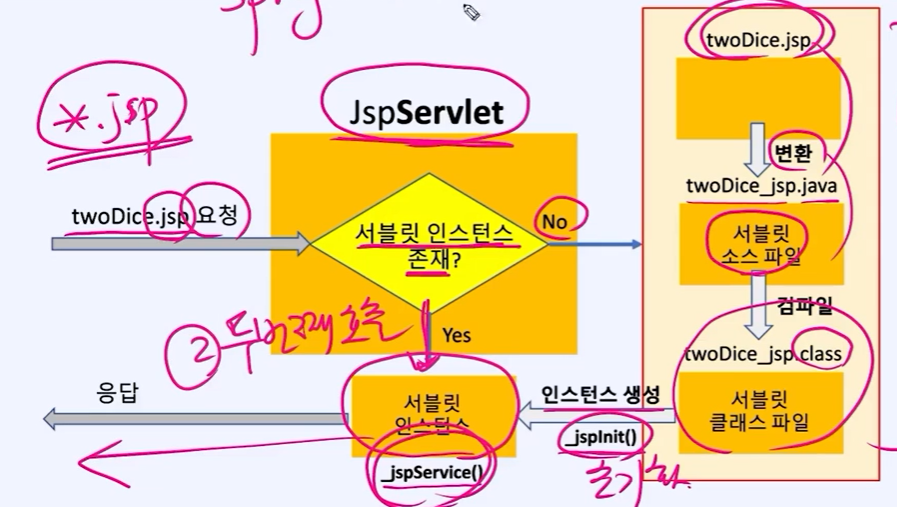 twoDice.jsp
JspServlet
*.jsp
변환
twoDice_jsp.java
twoDice.jsp 요청
No
서블릿 인스턴스
존재?
서블릿
소스 파일
컴파일
② 두번째 호출
Yes
twoDice_jsp.class
응답
서블릿
인스턴스
인스턴스 생성
서블릿
클래스 파일
_jspInit()
_jspService()
초기화